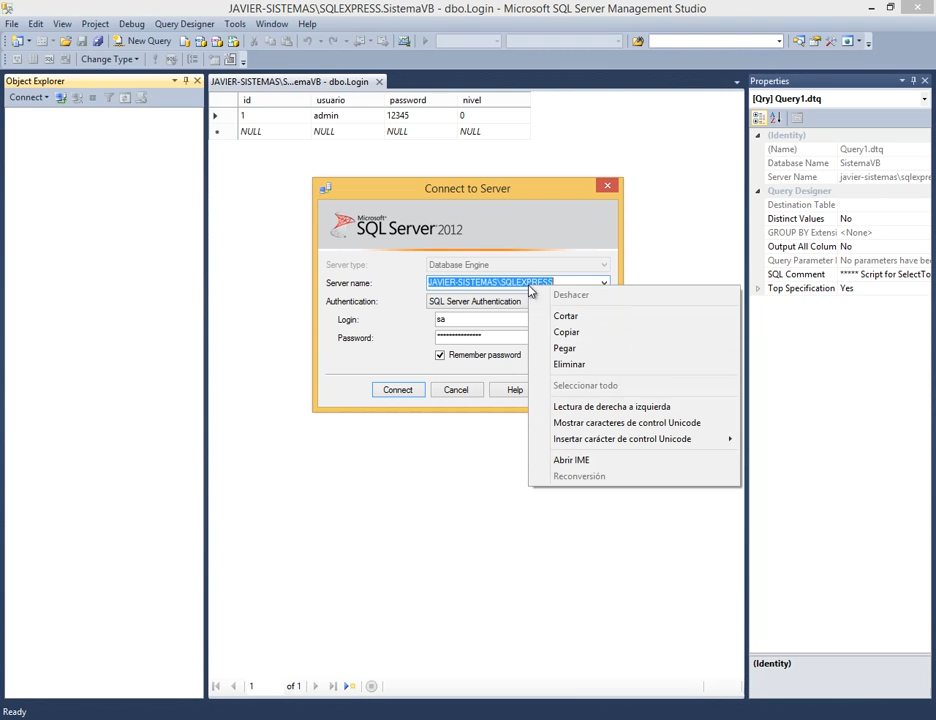 JAVIER-SISTEMAS\SQLEXPRESS.SistemaVB - dbo.Login - Microsoft SQL Server Management Studio
File Edit View Project Debug Query Designer Tools Window Help
New Query
Change Type
Object Explorer
Connect
JAVIER-SISTEMAS\S...emaVB - dbo.Login
id usuario password nivel
1 admin 12345 0
NULL NULL NULL NULL
Connect to Server
Microsoft
SQL Server 2012
Server type: Database Engine
Server name: JAVIER-SISTEMAS\SQLEXPRESS
Authentication: SQL Server Authentication
Login: sa
Password: ***************
Remember password
Connect Cancel Help
Deshacer
Cortar
Copiar
Pegar
Eliminar
Seleccionar todo
Lectura de derecha a izquierda
Mostrar caracteres de control Unicode
Insertar carácter de control Unicode
Abrir IME
Reconversión
Properties
[Qry] Query1.dtq
(Identity)
(Name) Query1.dtq
Database Name SistemaVB
Server Name javier-sistemas\sqlexpre
Query Designer
Destination Table
Distinct Values No
GROUP BY Extensi <None>
Output All Colum No
Query Parameter L No parameters have be
SQL Comment ***** Script for SelectTo
Top Specification Yes
(Identity)
1 of 1
Ready